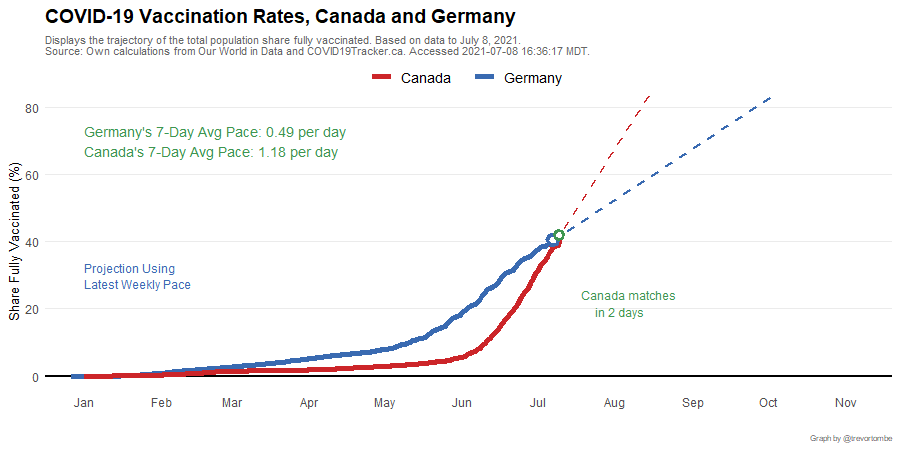 COVID-19 Vaccination Rates, Canada and Germany
Displays the trajectory of the total population share fully vaccinated. Based on data to July 8, 2021.
Source: Own calculations from Our World in Data and COVID19Tracker.ca. Accessed 2021-07-08 16:36:17 MDT.
Canada Germany
80
60
40
20
0
Share Fully Vaccinated (%)
Germany's 7-Day Avg Pace: 0.49 per day
Canada's 7-Day Avg Pace: 1.18 per day
Projection Using
Latest Weekly Pace
Canada matches
in 2 days
Jan Feb Mar Apr May Jun Jul Aug Sep Oct Nov
Graph by @trevortombe